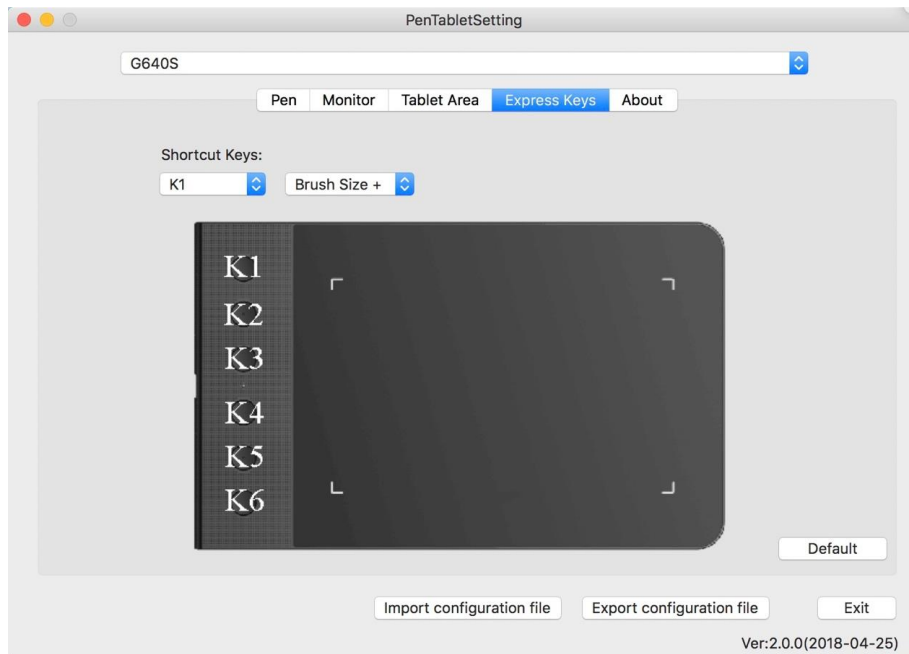 PenTabletSetting
G640S
Pen Monitor Tablet Area Express Keys About
Shortcut Keys:
K1 Brush Size +
K1
K2
K3
K4
K5
K6
Default
Import configuration file Export configuration file Exit
Ver:2.0.0(2018-04-25)